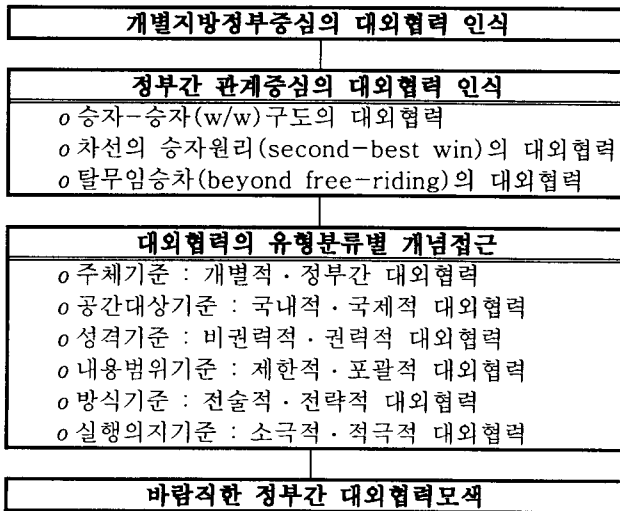 개별지방정부중심의 대외협력 인식
정부간 관계중심의 대외협력 인식
o 승자-승자(w/w)구도의 대외협력
o 차선의 승자원리(second-best win)의 대외협력
o 탈무임승차(beyond free-riding)의 대외협력
대외협력의 유형분류별 개념접근
o 주체기준 : 개별적·정부간 대외협력
o 공간대상기준 : 국내적·국제적 대외협력
o 성격기준 : 비권력적·권력적 대외협력
o 내용범위기준 : 제한적·포괄적 대외협력
o 방식기준 : 전술적·전략적 대외협력
o 실행의지기준 : 소극적·적극적 대외협력
바람직한 정부간 대외협력모색